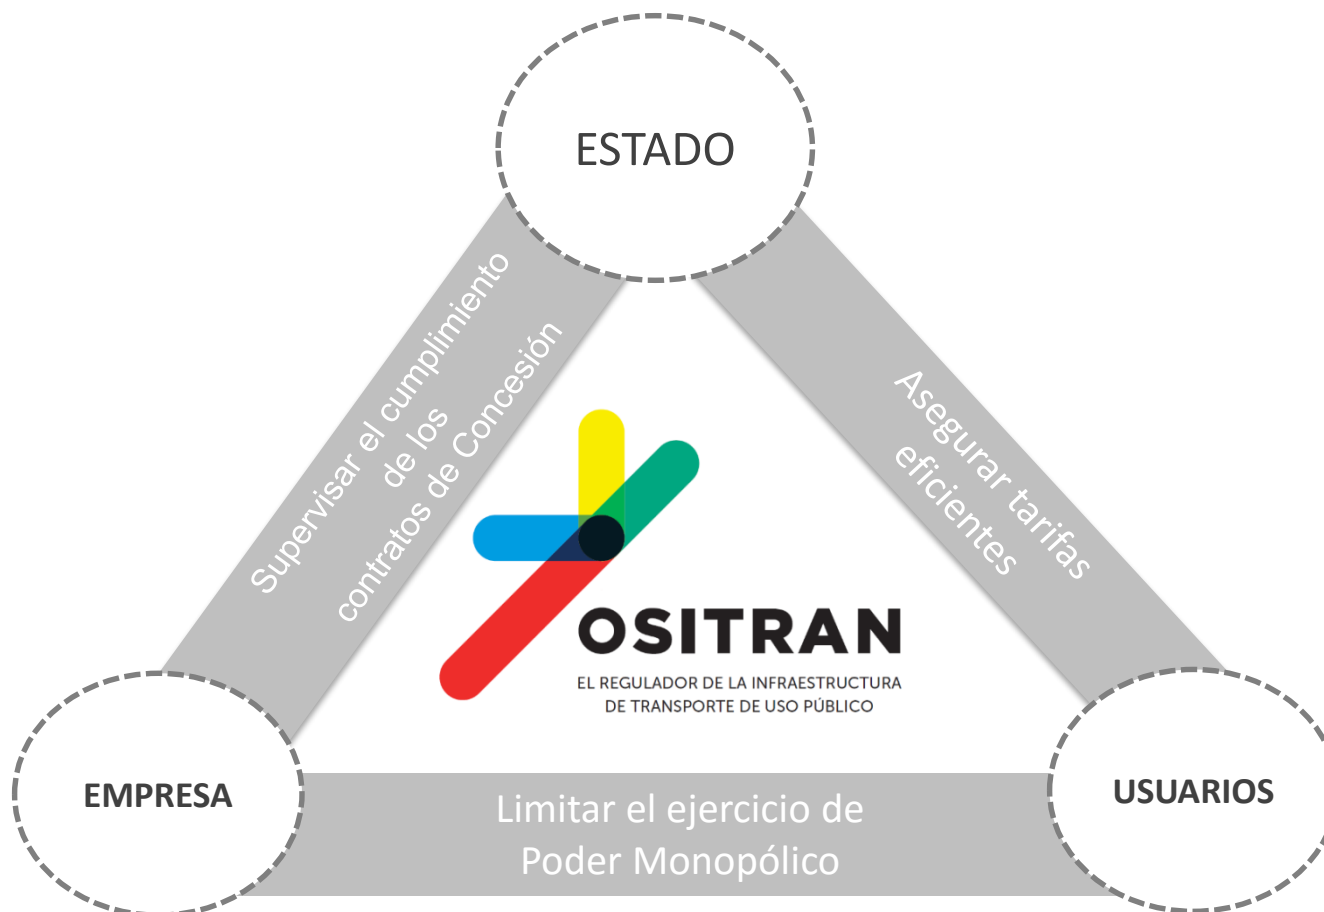 ESTADO
Supervisar el cumplimiento
de los
contratos de Concesión
Asegurar tarifas
eficientes
OSITRAN
EL REGULADOR DE LA INFRAESTRUCTURA
DE TRANSPORTE DE USO PÚBLICO
EMPRESA
USUARIOS
Limitar el ejercicio de
Poder Monopólico